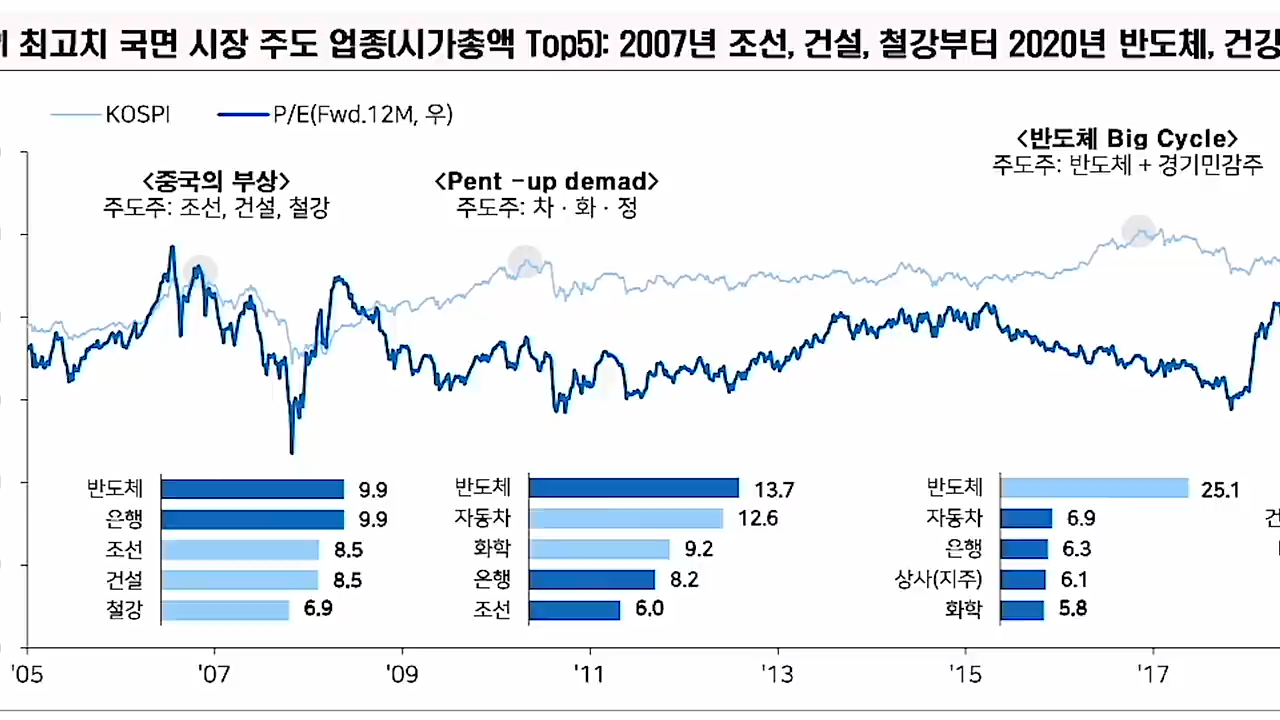 최고치 국면 시장 주도 업종(시가총액 Top5): 2007년 조선, 건설, 철강부터 2020년 반도체, 건강
KOSPI P/E(Fwd.12M, 우)
<중국의 부상>
주도주: 조선, 건설, 철강
<Pent -up demad>
주도주: 차 · 화 · 정
<반도체 Big Cycle>
주도주: 반도체 + 경기민감주
반도체 9.9
은행 9.9
조선 8.5
건설 8.5
철강 6.9
반도체 13.7
자동차 12.6
화학 9.2
은행 8.2
조선 6.0
반도체 25.1
자동차 6.9
은행 6.3
상사(지주) 6.1
화학 5.8
'05 '07 '09 '11 '13 '15 '17